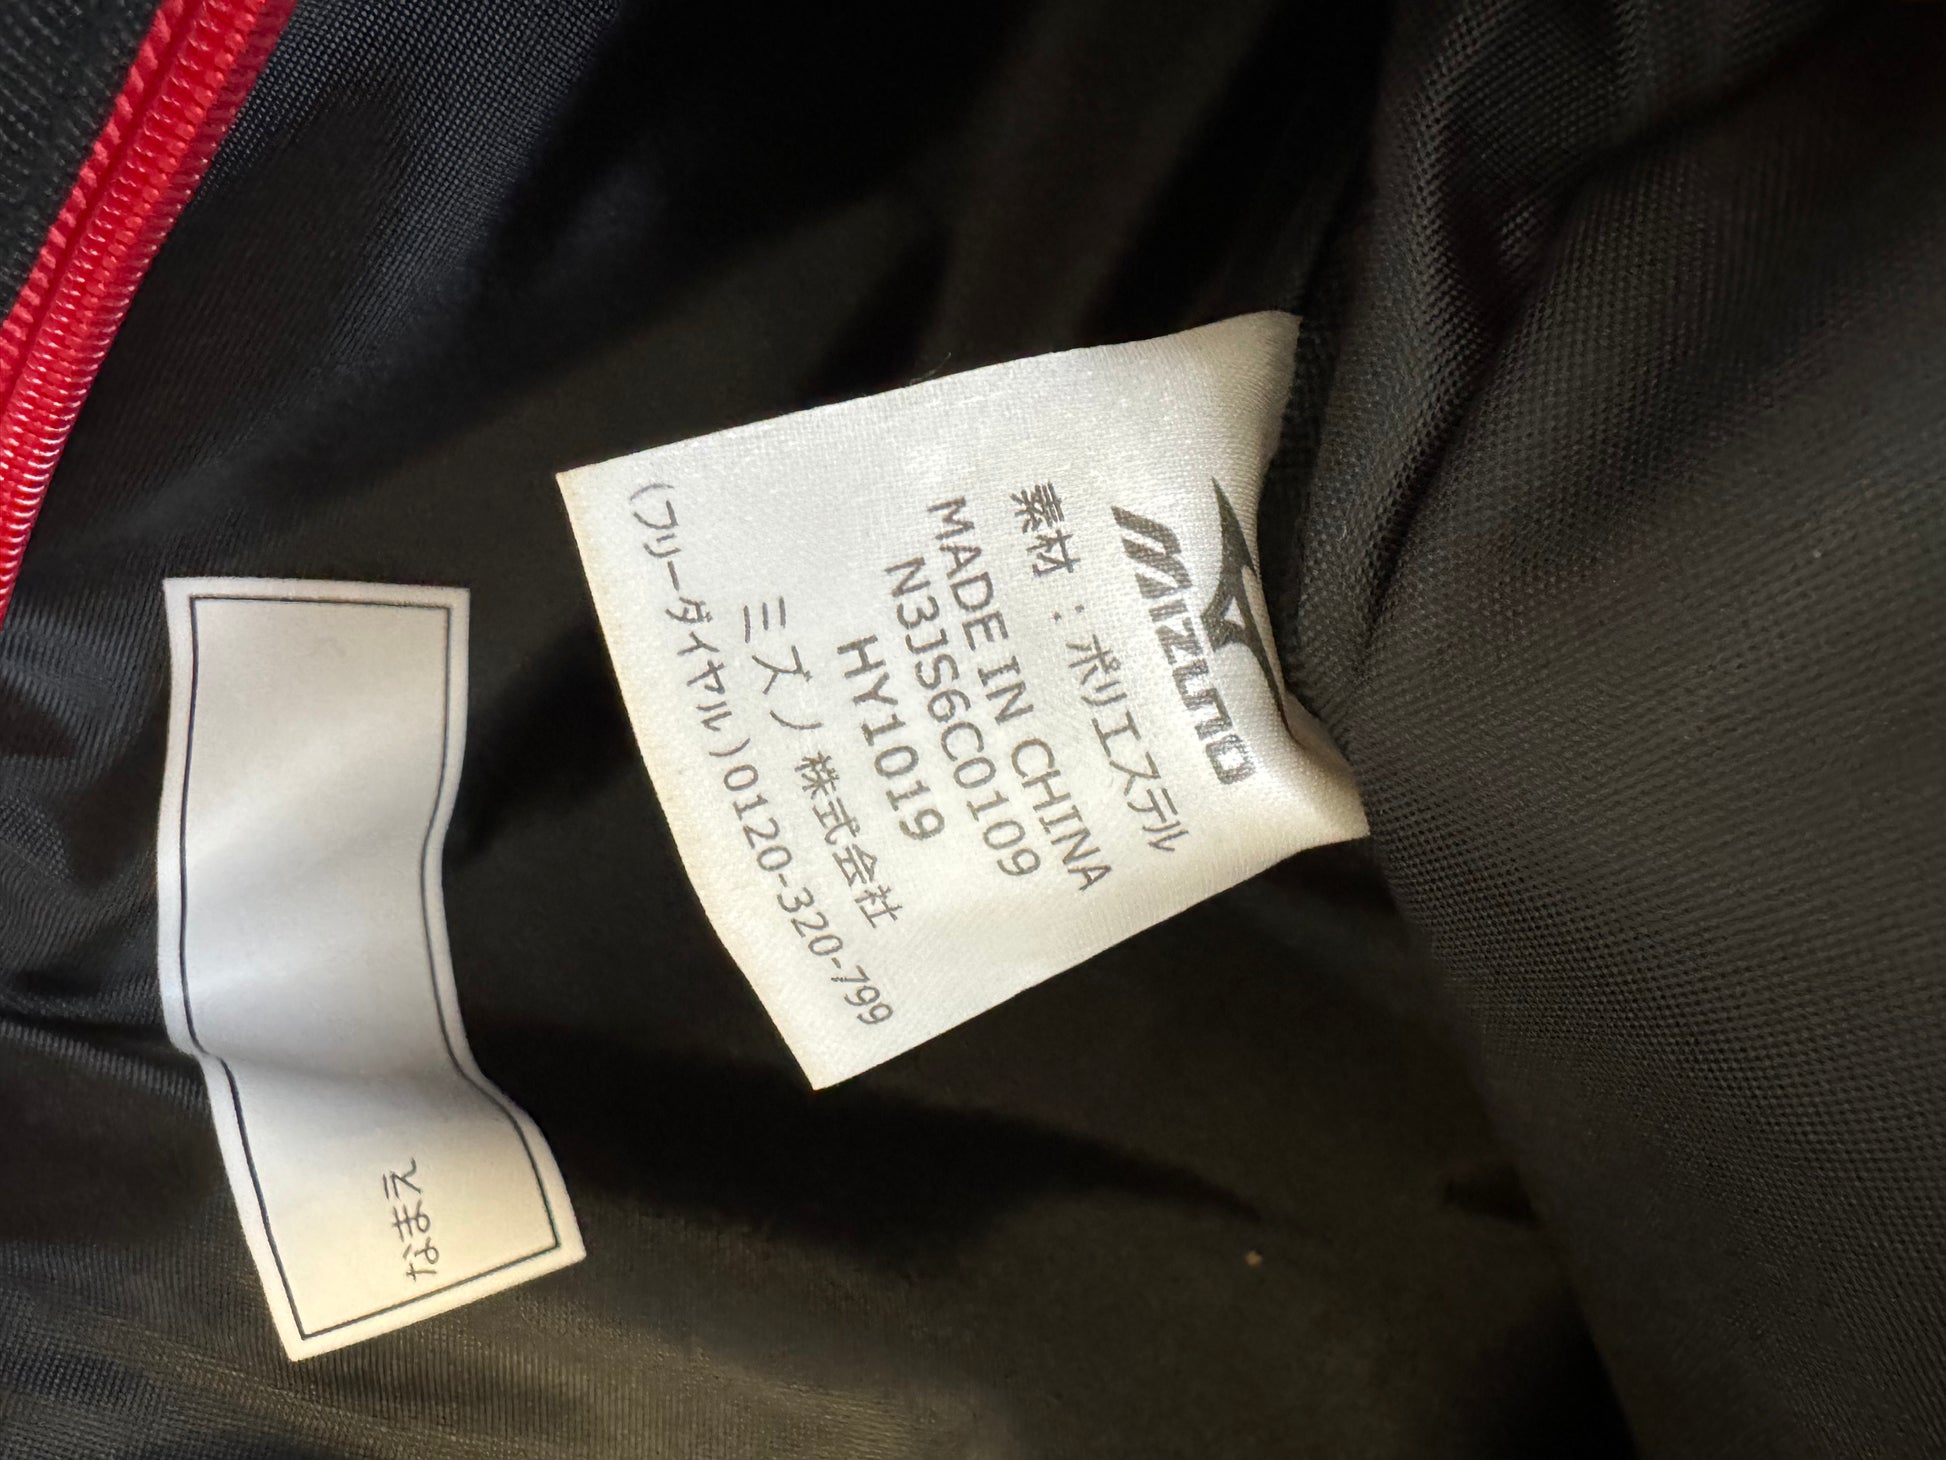 MIZUNO
素材：ポリエステル
MADE IN CHINA
N3JS6C0109
HY1019
ミズノ株式会社
(フリーダイヤル)0120-320-799
なまえ